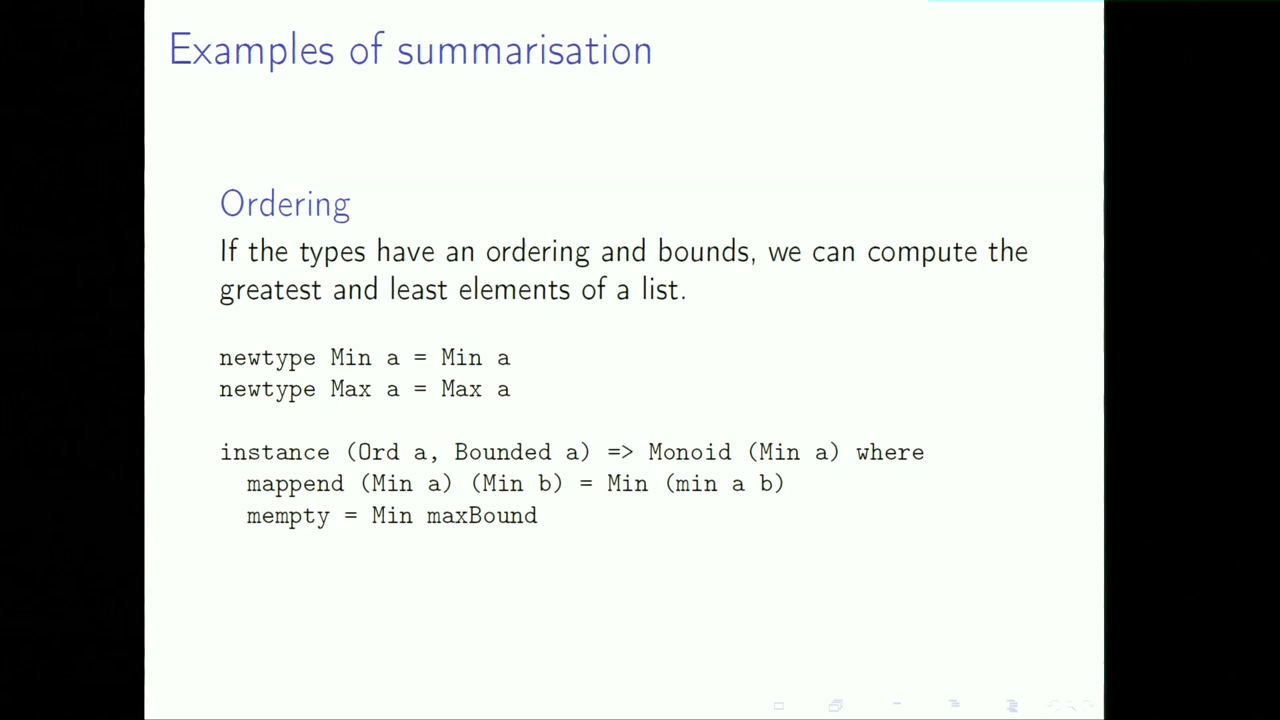 Examples of summarisation
Ordering
If the types have an ordering and bounds, we can compute the
greatest and least elements of a list.
newtype Min a = Min a
newtype Max a = Max a
instance (Ord a, Bounded a) => Monoid (Min a) where
  mappend (Min a) (Min b) = Min (min a b)
  mempty = Min maxBound